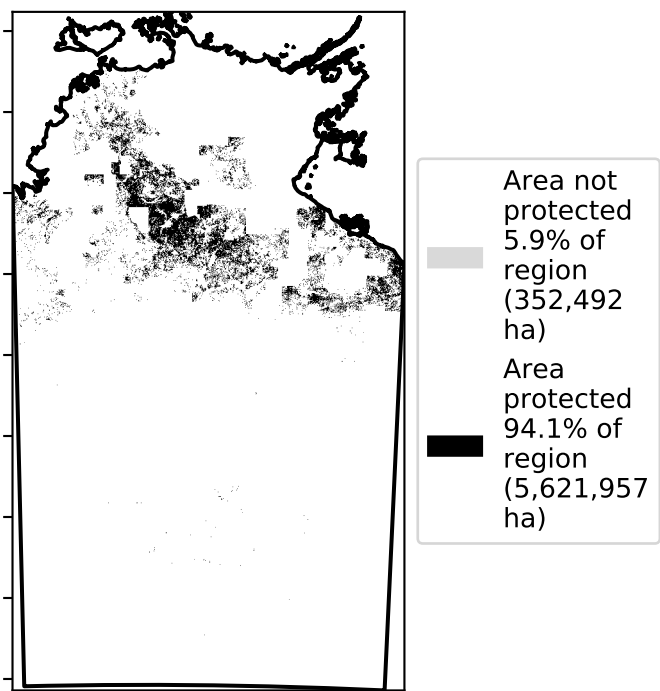 Area not
protected
5.9% of
region
(352,492
ha)
Area
protected
94.1% of
region
(5,621,957
ha)